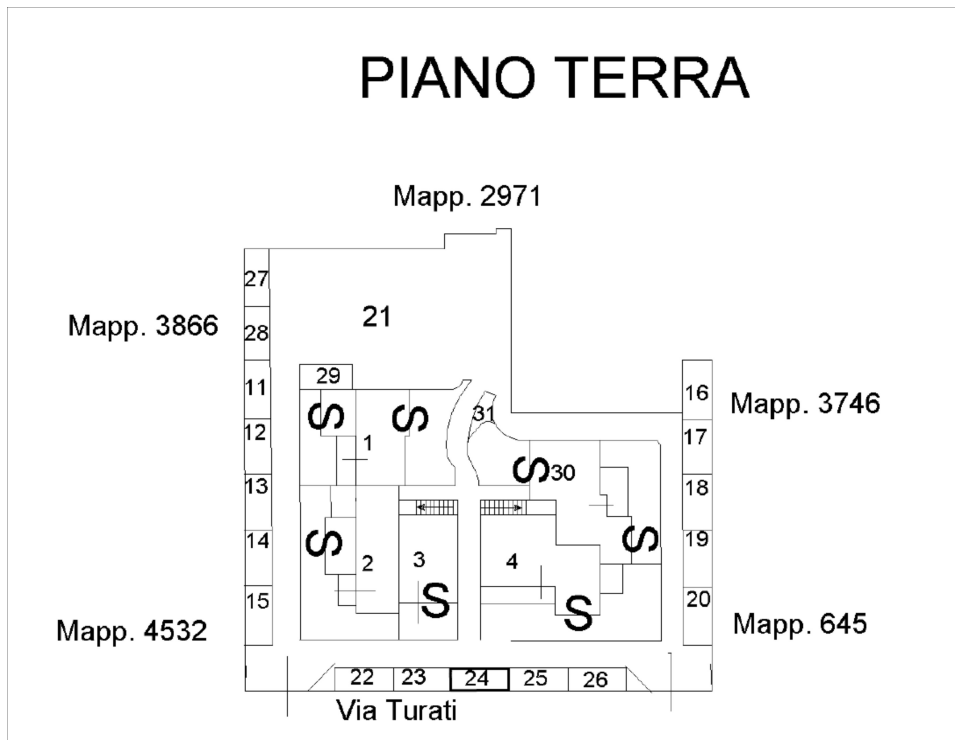 PIANO TERRA
Mapp. 2971
27
21
Mapp. 3866
28
29
11
16
Mapp. 3746
S
S
31
12
1
17
S
30
13
18
14
S
2
3
4
S
19
15
S
S
20
Mapp. 4532
Mapp. 645
22
23
24
25
26
Via Turati